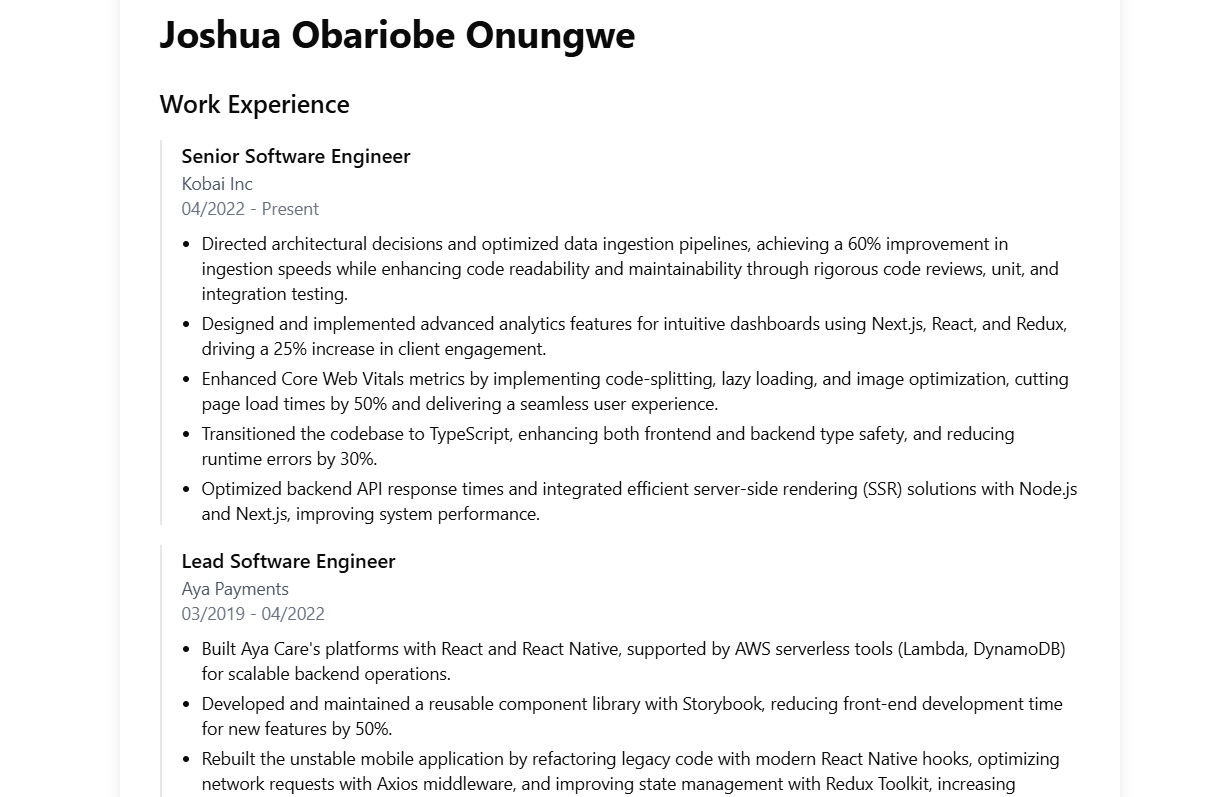 Joshua Obariobe Onungwe
Work Experience
Senior Software Engineer
Kobai Inc
04/2022 - Present
• Directed architectural decisions and optimized data ingestion pipelines, achieving a 60% improvement in
ingestion speeds while enhancing code readability and maintainability through rigorous code reviews, unit, and
integration testing.
• Designed and implemented advanced analytics features for intuitive dashboards using Next.js, React, and Redux,
driving a 25% increase in client engagement.
• Enhanced Core Web Vitals metrics by implementing code-splitting, lazy loading, and image optimization, cutting
page load times by 50% and delivering a seamless user experience.
• Transitioned the codebase to TypeScript, enhancing both frontend and backend type safety, and reducing
runtime errors by 30%.
• Optimized backend API response times and integrated efficient server-side rendering (SSR) solutions with Node.js
and Next.js, improving system performance.
Lead Software Engineer
Aya Payments
03/2019 - 04/2022
• Built Aya Care's platforms with React and React Native, supported by AWS serverless tools (Lambda, DynamoDB)
for scalable backend operations.
• Developed and maintained a reusable component library with Storybook, reducing front-end development time
for new features by 50%.
• Rebuilt the unstable mobile application by refactoring legacy code with modern React Native hooks, optimizing
network requests with Axios middleware, and improving state management with Redux Toolkit, increasing